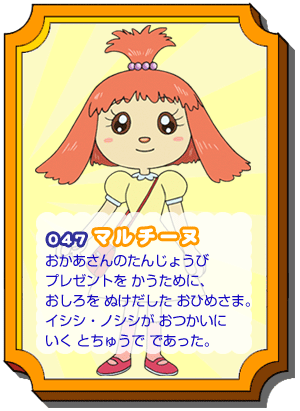 047 マルチーヌ
おかあさんのたんじょうび
プレゼントを かうために、
おしろを ぬけだした おひめさま。
イシシ・ノシシが おつかいに
いく とちゅうで であった。